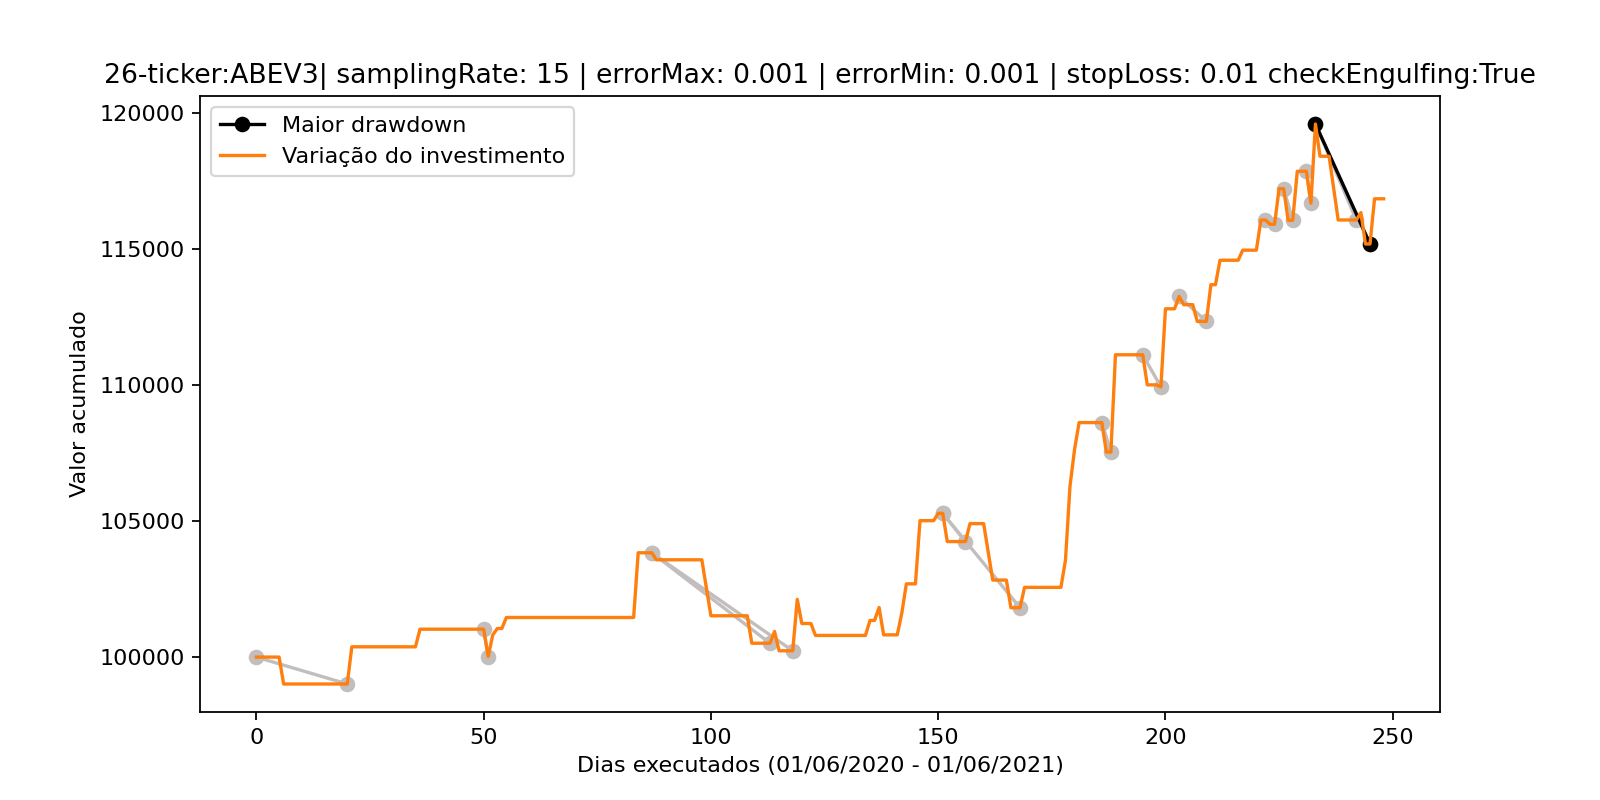 26-ticker:ABEV3| samplingRate: 15 | errorMax: 0.001 | errorMin: 0.001 | stopLoss: 0.01 checkEngulfing:True
Maior drawdown
Variação do investimento
Valor acumulado
120000
115000
110000
105000
100000
0 50 100 150 200 250
Dias executados (01/06/2020 - 01/06/2021)